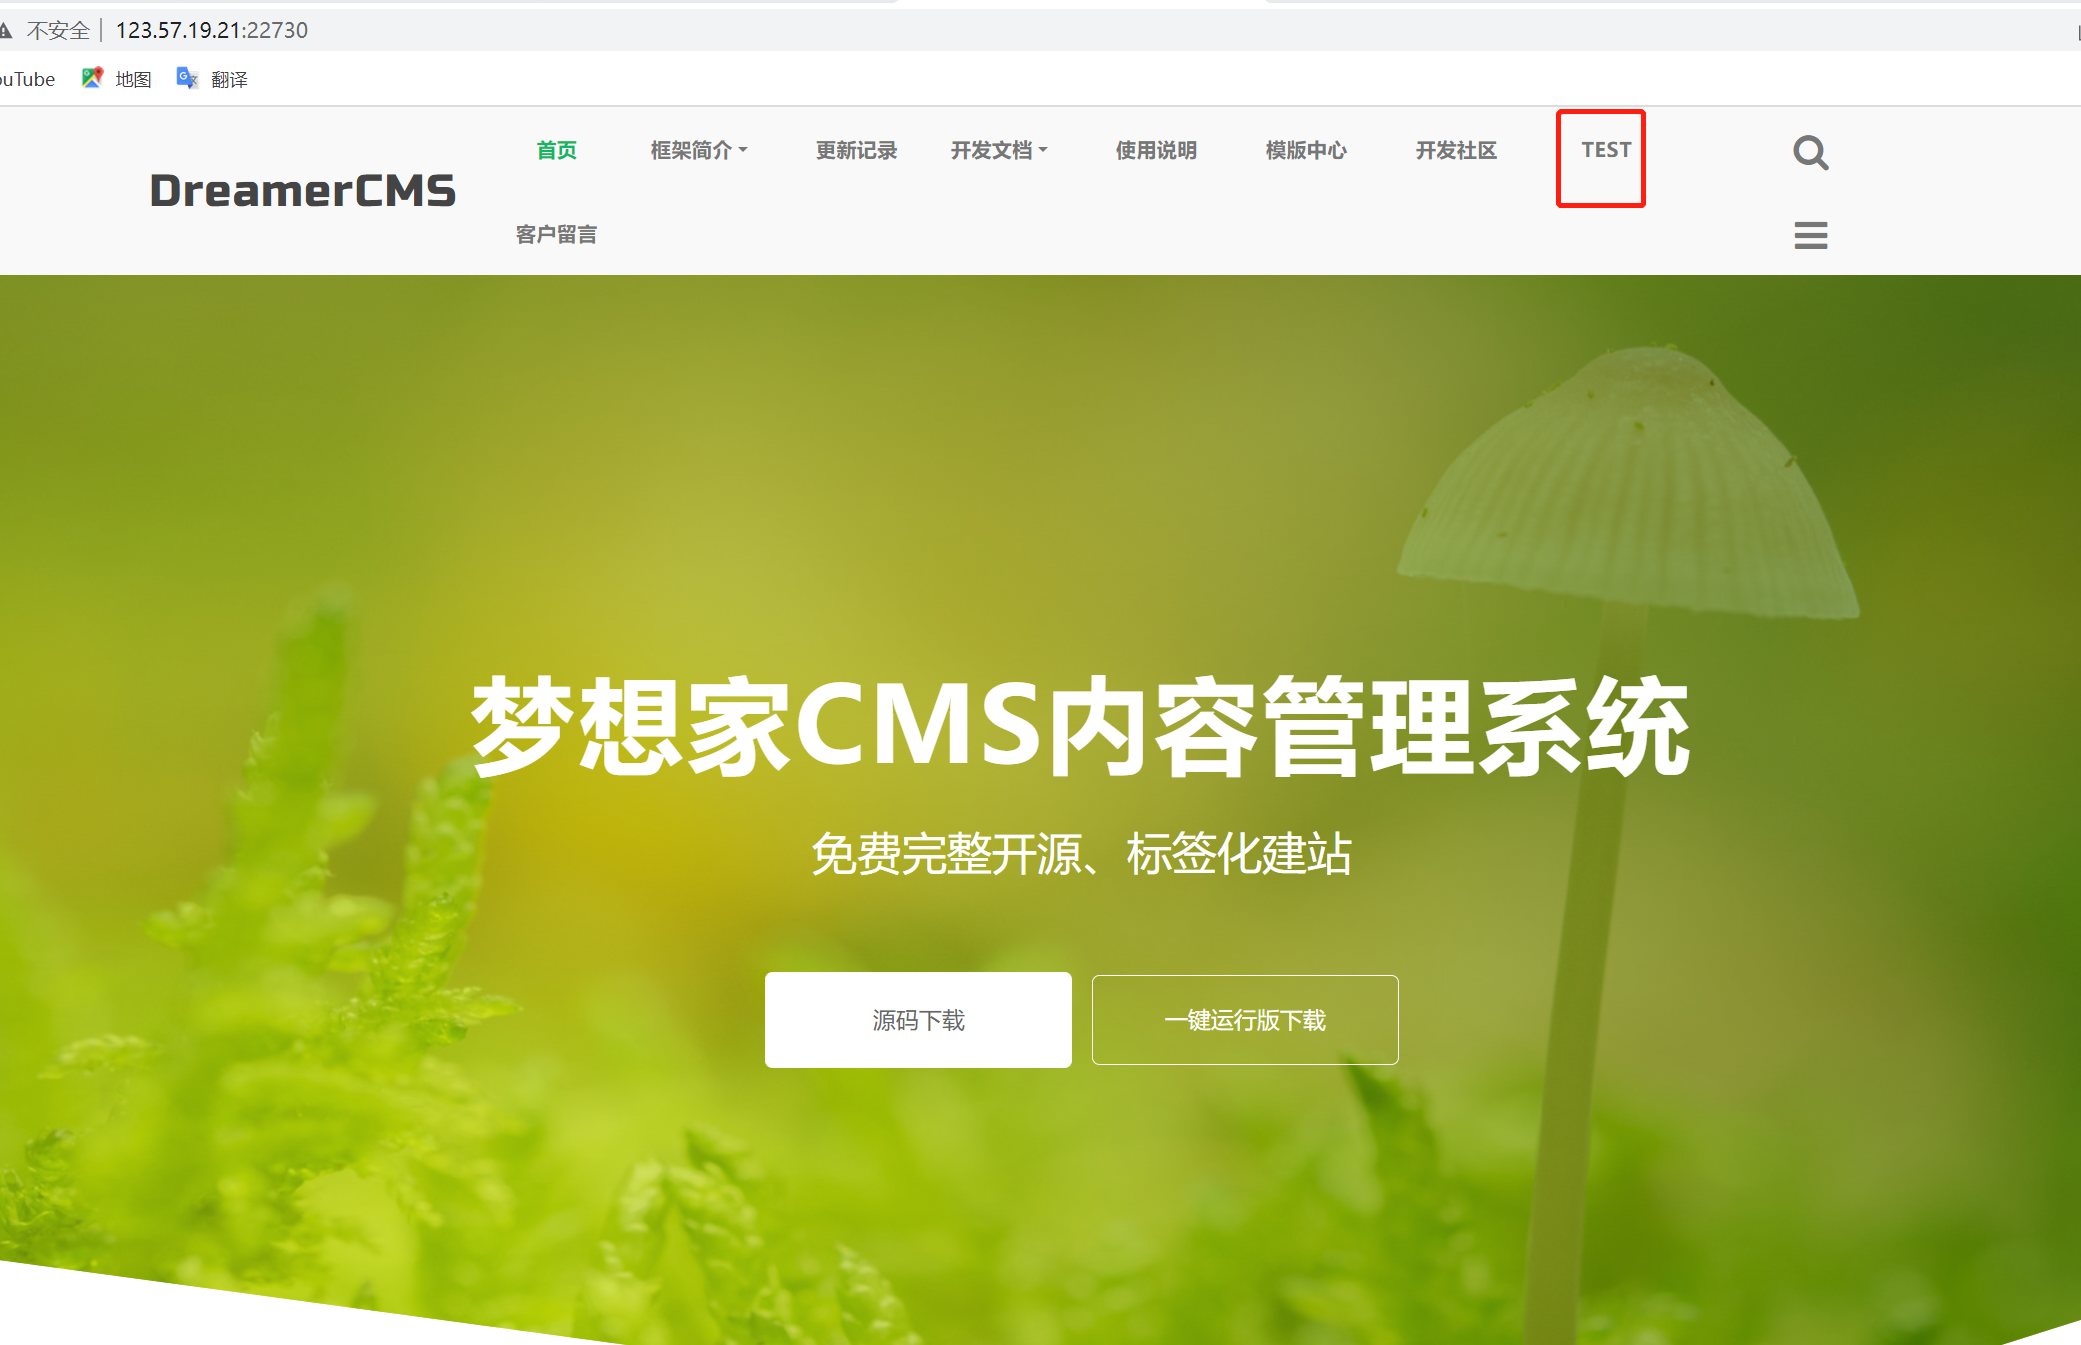 不安全 | 123.57.19.21:22730
ouTube 地图 翻译
首页 框架简介 更新记录 开发文档 使用说明 模版中心 开发社区 TEST
DreamerCMS
客户留言
梦想家CMS内容管理系统
免费完整开源、标签化建站
源码下载 一键运行版下载